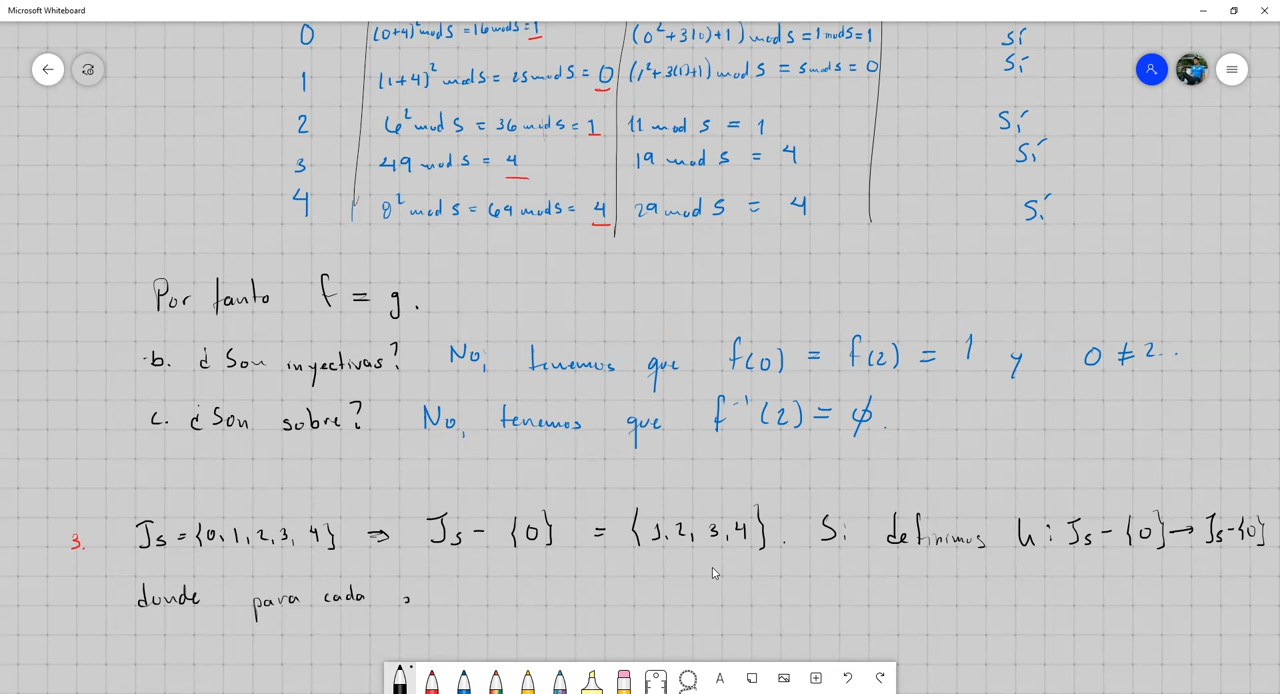 Microsoft Whiteboard
0 (0+4)² mod 5 = 16 mod 5 = 1 (0²+3(0)+1) mod 5 = 1 mod 5 = 1 Sí
1 (1+4)² mod 5 = 25 mod 5 = 0 (1²+3(1)+1) mod 5 = 5 mod 5 = 0 Sí
2 6² mod 5 = 36 mod 5 = 1 11 mod 5 = 1 Sí
3 49 mod 5 = 4 19 mod 5 = 4 Sí
4 8² mod 5 = 64 mod 5 = 4 29 mod 5 = 4 Sí
Por tanto f = g.
b. ¿Son inyectivas? No, tenemos que f(0) = f(2) = 1 y 0 ≠ 2.
c. ¿Son sobre? No, tenemos que f⁻¹(2) = ϕ.
3. J₅ = {0, 1, 2, 3, 4} ⇒ J₅ - {0} = {1, 2, 3, 4}. Si definimos h: J₅ - {0} → J₅ - {0}
donde para cada